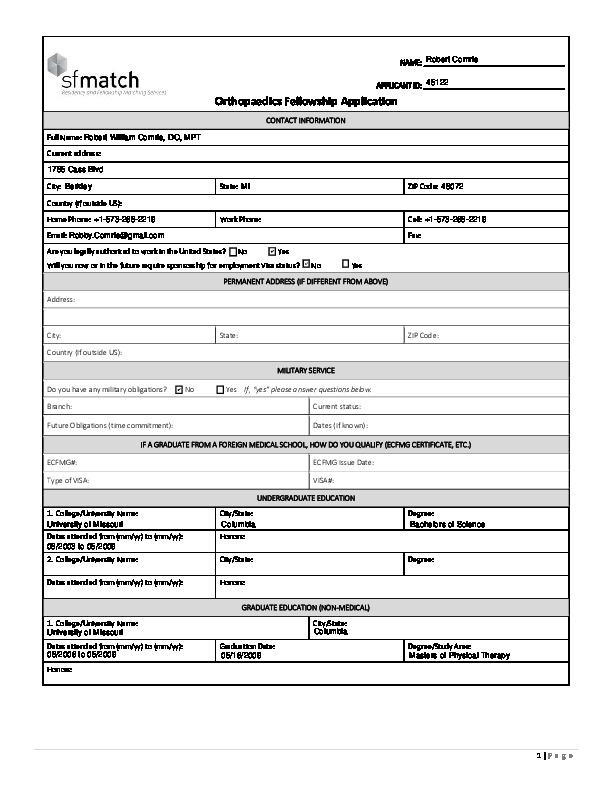 sfmatch
Residency and Fellowship Matching Services
NAME: Robert Comrie
APPLICANT ID: 46122
Orthopaedics Fellowship Application
CONTACT INFORMATION
Full Name: Robert William Comrie, DO, MPT
Current address:
1785 Cass Blvd
City: Berkley State: MI ZIP Code: 48072
Country (if outside US):
Home Phone: +1-573-268-2216 Work Phone: Cell: +1-573-268-2216
Email: Robby.Comrie@gmail.com Fax:
Are you legally authorized to work in the United States? No Yes
Will you now or in the future require sponsorship for employment Visa status? No Yes
PERMANENT ADDRESS (IF DIFFERENT FROM ABOVE)
Address:
City: State: ZIP Code:
Country (if outside US):
MILITARY SERVICE
Do you have any military obligations? No Yes If, "yes" please answer questions below.
Branch: Current status:
Future Obligations (time commitment): Dates (if known):
IF A GRADUATE FROM A FOREIGN MEDICAL SCHOOL, HOW DO YOU QUALIFY (ECFMG CERTIFICATE, ETC.)
ECFMG#: ECFMG Issue Date:
Type of VISA: VISA#:
UNDERGRADUATE EDUCATION
1. College/University Name: City/State: Degree:
University of Missouri Columbia Bachelors of Science
Dates attended from (mm/yy) to (mm/yy): Honors:
08/2003 to 05/2006
2. College/University Name: City/State: Degree:
Dates attended from (mm/yy) to (mm/yy): Honors:
GRADUATE EDUCATION (NON-MEDICAL)
1. College/University Name: City/State:
University of Missouri Columbia
Dates attended from (mm/yy) to (mm/yy): Graduation Date: Degree/Study Area:
05/2006 to 05/2008 05/16/2008 Masters of Physical Therapy
Honors:
1 | Page